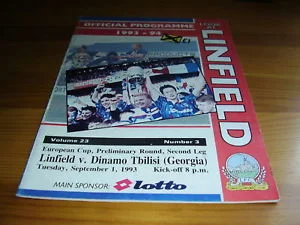 OFFICIAL PROGRAMME
1993 - 94
£1
LINFIELD
Volume 23
Number 3
European Cup, Preliminary Round, Second Leg
Linfield v. Dinamo Tbilisi (Georgia)
Tuesday, September 1, 1993
Kick-off 8 p.m.
MAIN SPONSOR:
lotto